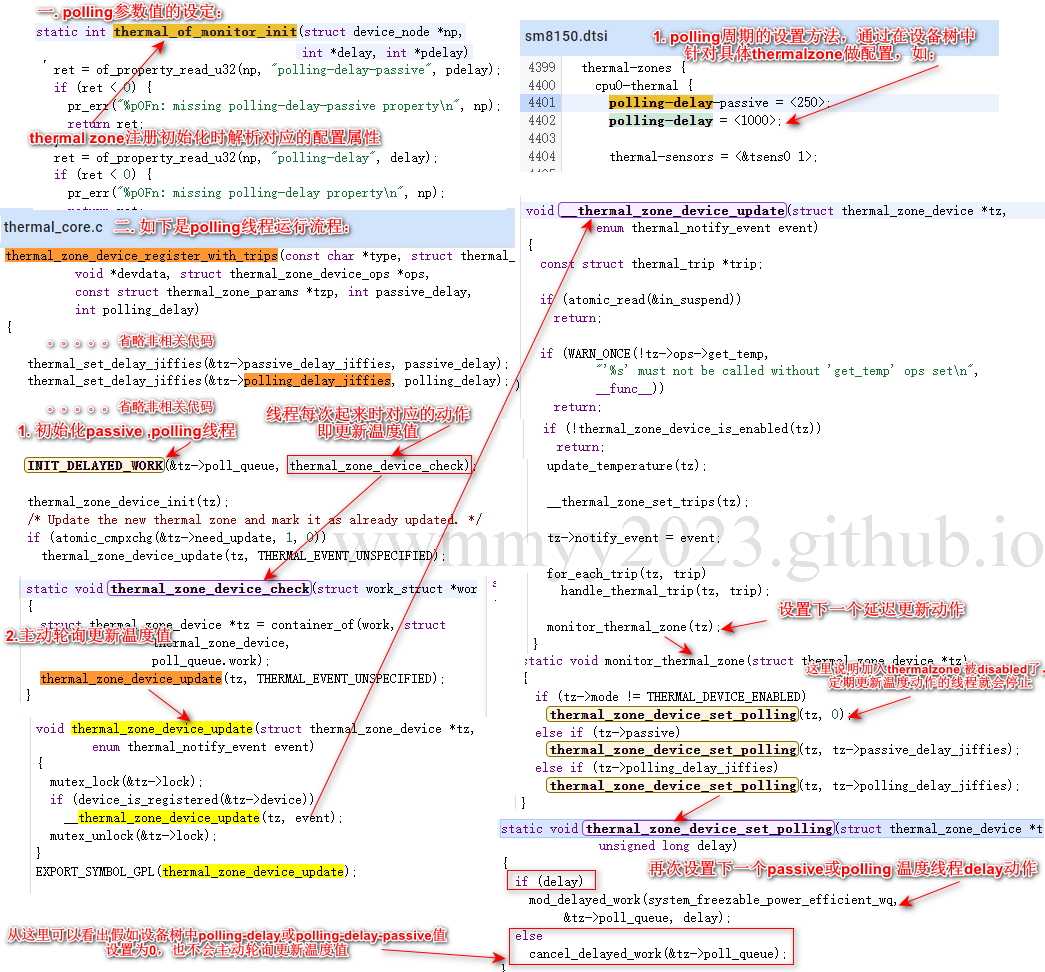 一. polling参数值的设定:
static int thermal_of_monitor_init(struct device_node *np,
int *delay, int *pdelay)
{
ret = of_property_read_u32(np, "polling-delay-passive", pdelay);
if (ret < 0) {
pr_err("%pOFn: missing polling-delay-passive property\n", np);
return ret;
thermal zone注册初始化时解析对应的配置属性
ret = of_property_read_u32(np, "polling-delay", delay);
if (ret < 0) {
pr_err("%pOFn: missing polling-delay property\n", np);
sm8150.dtsi
1. polling周期的设置方法，通过在设备树中
针对具体thermalzone做配置，如:
4399 thermal-zones {
4400 cpu0-thermal {
4401 polling-delay-passive = <250>;
4402 polling-delay = <1000>;
4403
4404 thermal-sensors = <&tsens0 1>;
thermal_core.c
二. 如下是polling线程运行流程:
thermal_zone_device_register_with_trips(const char *type, struct thermal_
void *devdata, struct thermal_zone_device_ops *ops,
const struct thermal_zone_params *tzp, int passive_delay,
int polling_delay)
{
。。。。。省略非相关代码
thermal_set_delay_jiffies(&tz->passive_delay_jiffies, passive_delay);
thermal_set_delay_jiffies(&tz->polling_delay_jiffies, polling_delay);
。。。。。省略非相关代码
1. 初始化passive ,polling线程
线程每次起来时对应的动作
即更新温度值
INIT_DELAYED_WORK(&tz->poll_queue, thermal_zone_device_check);
thermal_zone_device_init(tz);
/* Update the new thermal zone and mark it as already updated. */
if (atomic_cmpxchg(&tz->need_update, 1, 0))
thermal_zone_device_update(tz, THERMAL_EVENT_UNSPECIFIED);
static void thermal_zone_device_check(struct work_struct *wor
{
struct thermal_zone_device *tz = container_of(work, struct
2.主动轮询更新温度值
thermal_zone_device,
poll_queue.work);
thermal_zone_device_update(tz, THERMAL_EVENT_UNSPECIFIED);
}
void thermal_zone_device_update(struct thermal_zone_device *tz,
enum thermal_notify_event event)
{
mutex_lock(&tz->lock);
if (device_is_registered(&tz->device))
__thermal_zone_device_update(tz, event);
mutex_unlock(&tz->lock);
}
EXPORT_SYMBOL_GPL(thermal_zone_device_update);
从这里可以看出假如设备树中polling-delay或polling-delay-passive值
设置为0，也不会主动轮询更新温度值
void __thermal_zone_device_update(struct thermal_zone_device *tz,
enum thermal_notify_event event)
{
const struct thermal_trip *trip;
if (atomic_read(&in_suspend))
return;
if (WARN_ONCE(!tz->ops->get_temp,
"'%s' must not be called without 'get_temp' ops set\n",
__func__))
return;
if (!thermal_zone_device_is_enabled(tz))
return;
update_temperature(tz);
__thermal_zone_set_trips(tz);
tz->notify_event = event;
www.mmyy2023.github.io
for_each_trip(tz, trip)
handle_thermal_trip(tz, trip);
设置下一个延迟更新动作
monitor_thermal_zone(tz);
}
static void monitor_thermal_zone(struct thermal_zone_device *tz)
这里说明加入thermalzone 被disabled了，
定期更新温度动作的线程就会停止
{
if (tz->mode != THERMAL_DEVICE_ENABLED)
thermal_zone_device_set_polling(tz, 0);
else if (tz->passive)
thermal_zone_device_set_polling(tz, tz->passive_delay_jiffies);
else if (tz->polling_delay_jiffies)
thermal_zone_device_set_polling(tz, tz->polling_delay_jiffies);
}
static void thermal_zone_device_set_polling(struct thermal_zone_device *t
unsigned long delay)
{
再次设置下一个passive或polling 温度线程delay动作
if (delay)
mod_delayed_work(system_freezable_power_efficient_wq,
&tz->poll_queue, delay);
else
cancel_delayed_work(&tz->poll_queue);
}